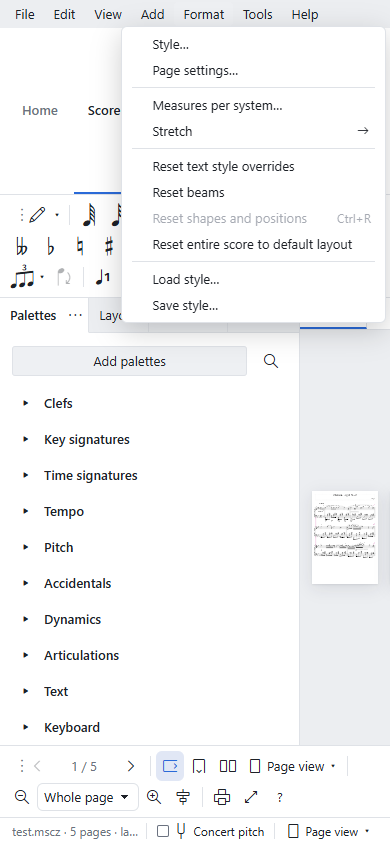 File Edit View Add Format Tools Help
Style...
Page settings...
Home Score
Measures per system...
Stretch
Reset text style overrides
Reset beams
Reset shapes and positions Ctrl+R
Reset entire score to default layout
3
1
Load style...
Save style...
Palettes ···
Add palettes
Clefs
Key signatures
Time signatures
Tempo
Pitch
Accidentals
Dynamics
Articulations
Text
Keyboard
1 / 5 Page view
Whole page ?
test.mscz · 5 pages · la... Concert pitch Page view